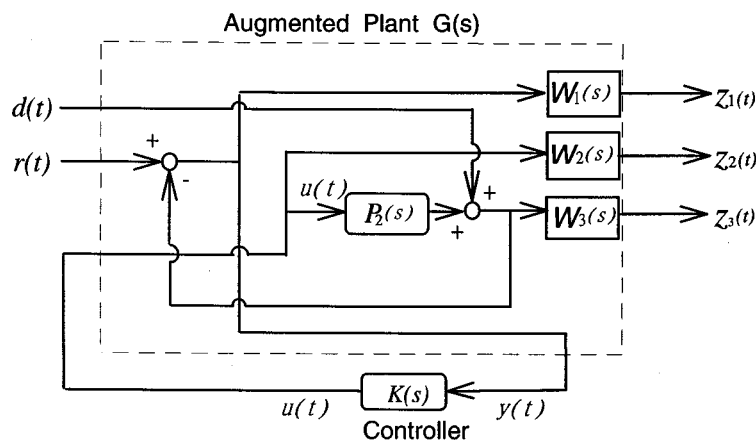 Augmented Plant G(s)
W1(s)
z1(t)
d(t)
+
r(t)
-
W2(s)
z2(t)
u(t)
P2(s)
+
+
W3(s)
z3(t)
u(t)
K(s)
y(t)
Controller